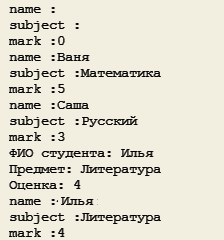 name :
subject :
mark :0
name :Ваня
subject :Математика
mark :5
name :Саша
subject :Русский
mark :3
ФИО студента: Илья
Предмет: Литература
Оценка: 4
name : Илья
subject :Литература
mark :4